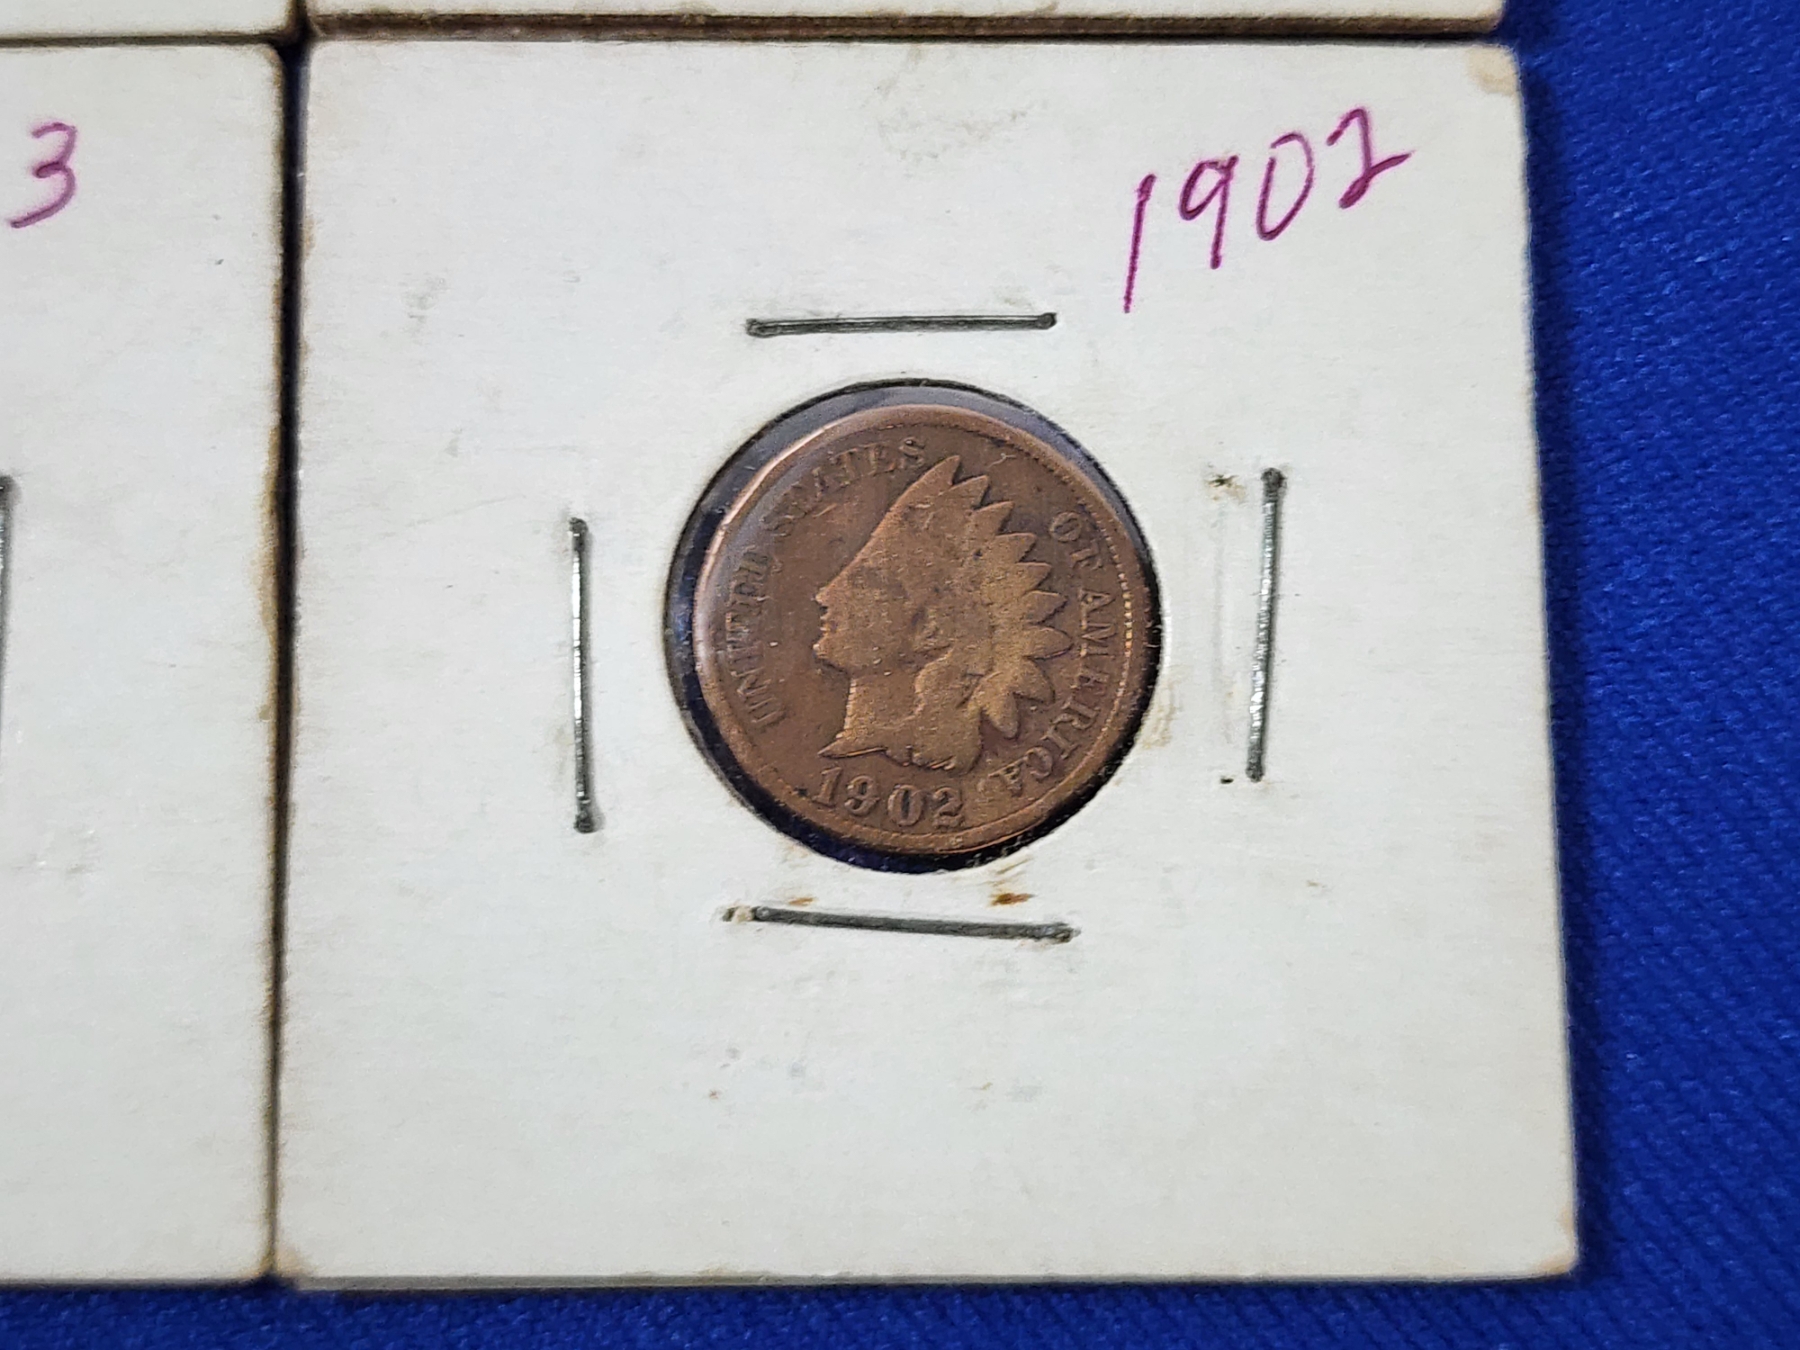 3
1902
UNITED STATES OF AMERICA
1902